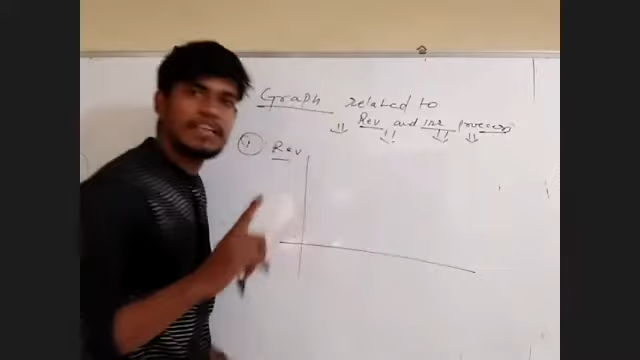 Graph related to
Rev and irr process
1 Rev